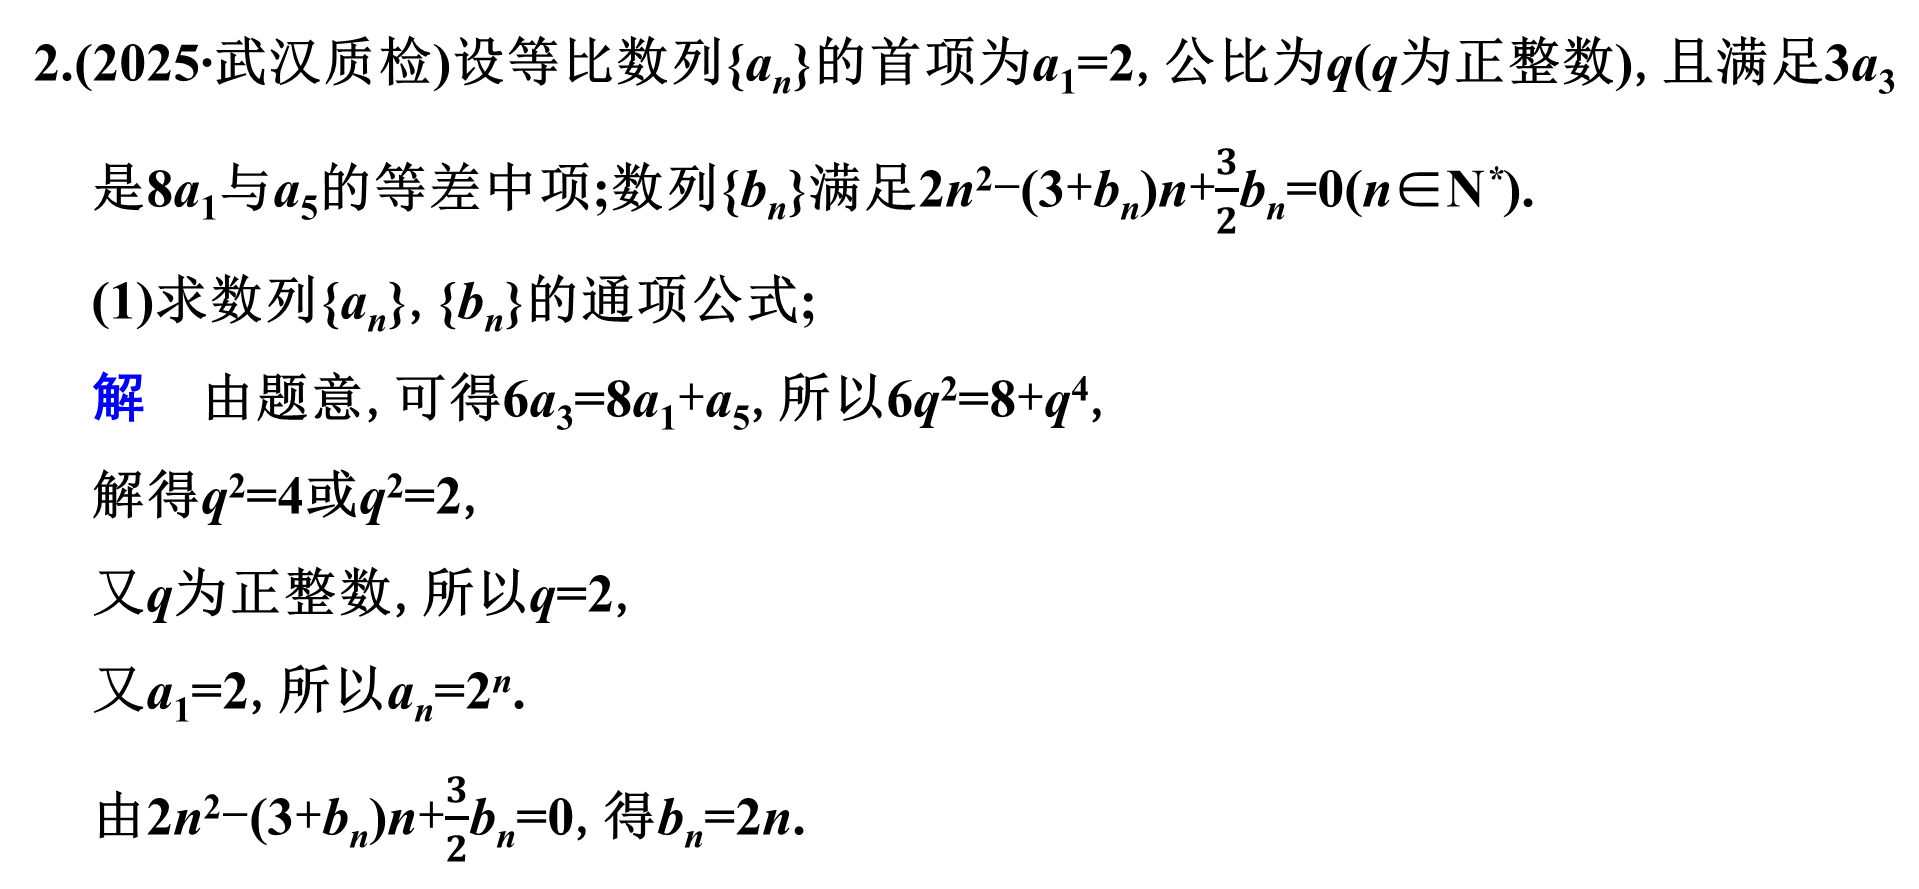 2.(2025·武汉质检)设等比数列{aₙ}的首项为a₁=2, 公比为q(q为正整数), 且满足3a₃
是8a₁与a₅的等差中项;数列{bₙ}满足2n²−(3+bₙ)n+3/2bₙ=0(n∈N*).
(1)求数列{aₙ}, {bₙ}的通项公式;
解 由题意, 可得6a₃=8a₁+a₅, 所以6q²=8+q⁴,
解得q²=4或q²=2,
又q为正整数, 所以q=2,
又a₁=2, 所以aₙ=2ⁿ.
由2n²−(3+bₙ)n+3/2bₙ=0, 得bₙ=2n.